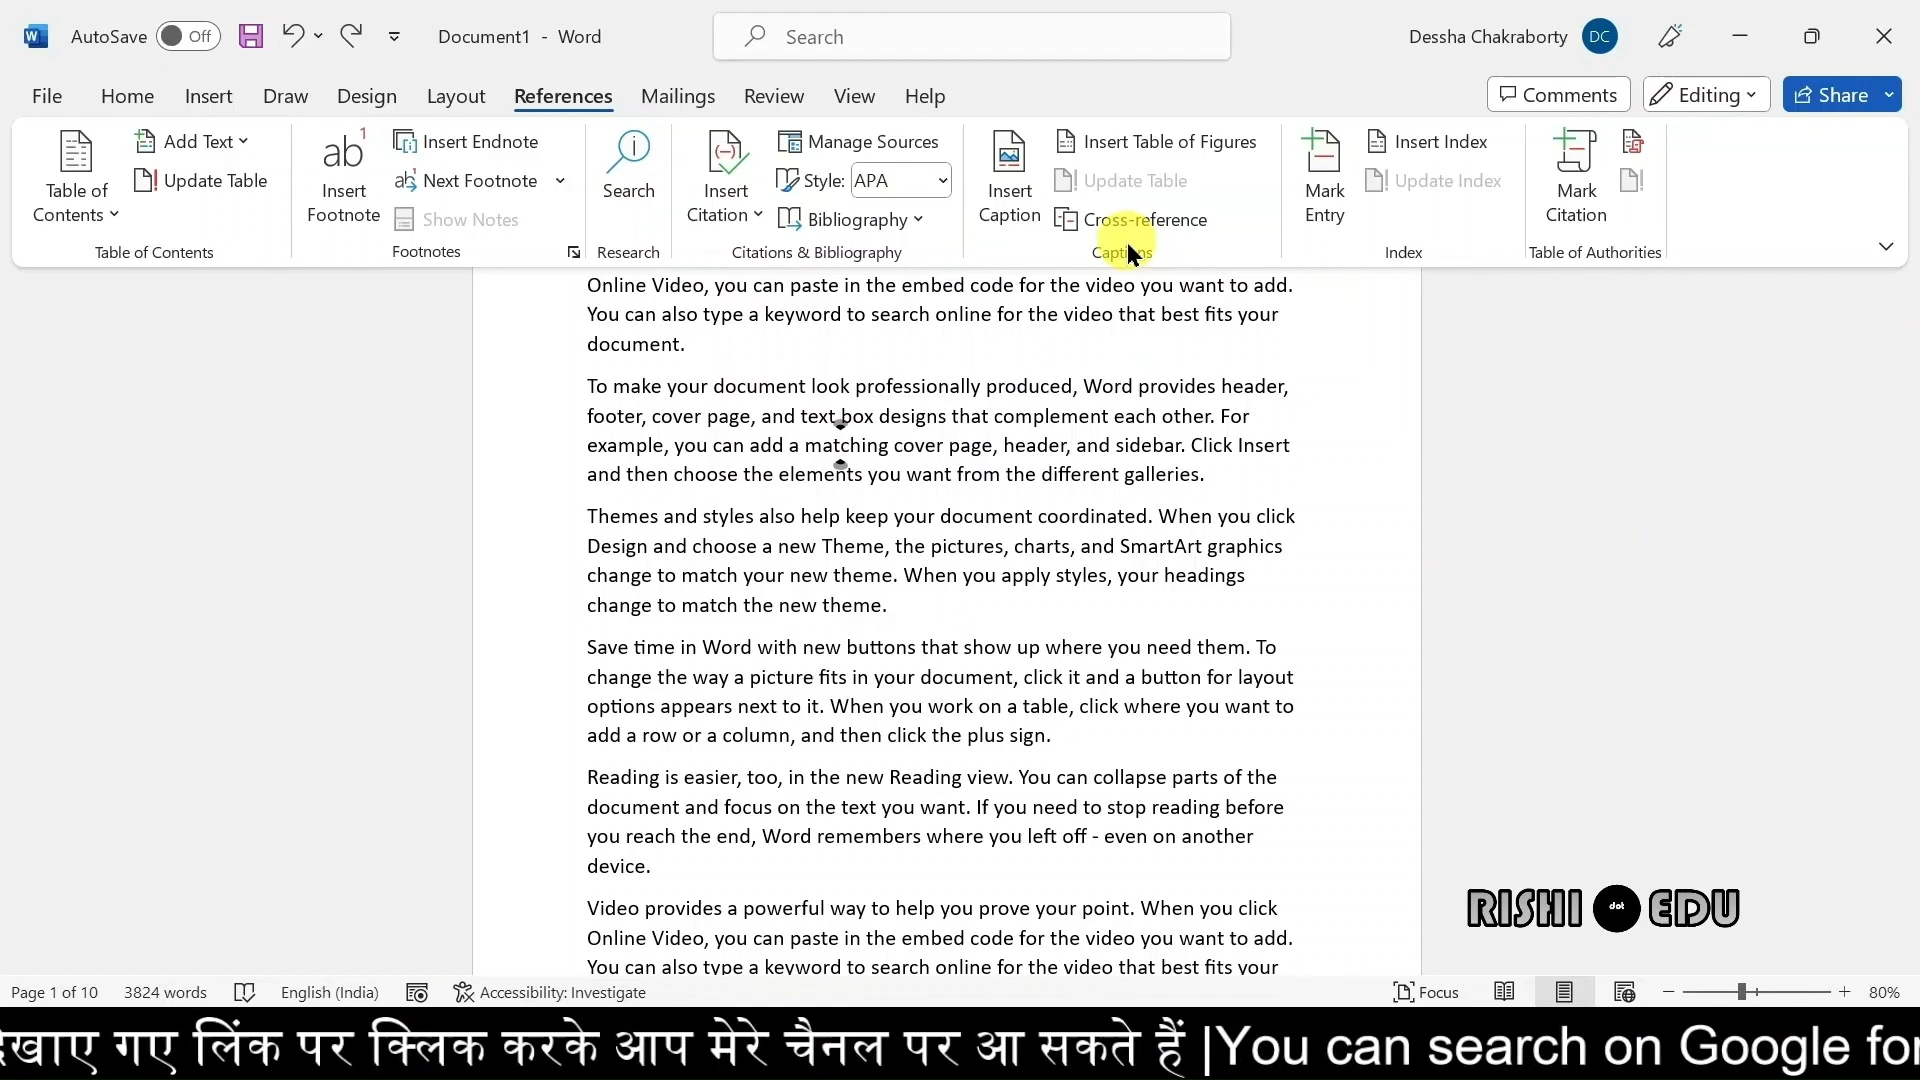 AutoSave Off Document1 - Word Search Dessha Chakraborty DC
File Home Insert Draw Design Layout References Mailings Review View Help Comments Editing Share
Table of Contents
Add Text
Update Table
Table of Contents
ab 1
Insert Footnote
Insert Endnote
Next Footnote
Show Notes
Footnotes
Search
Research
Insert Citation
Manage Sources
Style: APA
Bibliography
Citations & Bibliography
Insert Caption
Insert Table of Figures
Update Table
Cross-reference
Captions
Mark Entry
Insert Index
Update Index
Index
Mark Citation
Table of Authorities
Online Video, you can paste in the embed code for the video you want to add.
You can also type a keyword to search online for the video that best fits your
document.
To make your document look professionally produced, Word provides header,
footer, cover page, and text box designs that complement each other. For
example, you can add a matching cover page, header, and sidebar. Click Insert
and then choose the elements you want from the different galleries.
Themes and styles also help keep your document coordinated. When you click
Design and choose a new Theme, the pictures, charts, and SmartArt graphics
change to match your new theme. When you apply styles, your headings
change to match the new theme.
Save time in Word with new buttons that show up where you need them. To
change the way a picture fits in your document, click it and a button for layout
options appears next to it. When you work on a table, click where you want to
add a row or a column, and then click the plus sign.
Reading is easier, too, in the new Reading view. You can collapse parts of the
document and focus on the text you want. If you need to stop reading before
you reach the end, Word remembers where you left off - even on another
device.
Video provides a powerful way to help you prove your point. When you click
Online Video, you can paste in the embed code for the video you want to add.
You can also type a keyword to search online for the video that best fits your
RISHI dot EDU
Page 1 of 10 3824 words English (India) Accessibility: Investigate Focus 80%
गए लिंक पर क्लिक करके आप मेरे चैनल पर आ सकते हैं |You can search on Google for